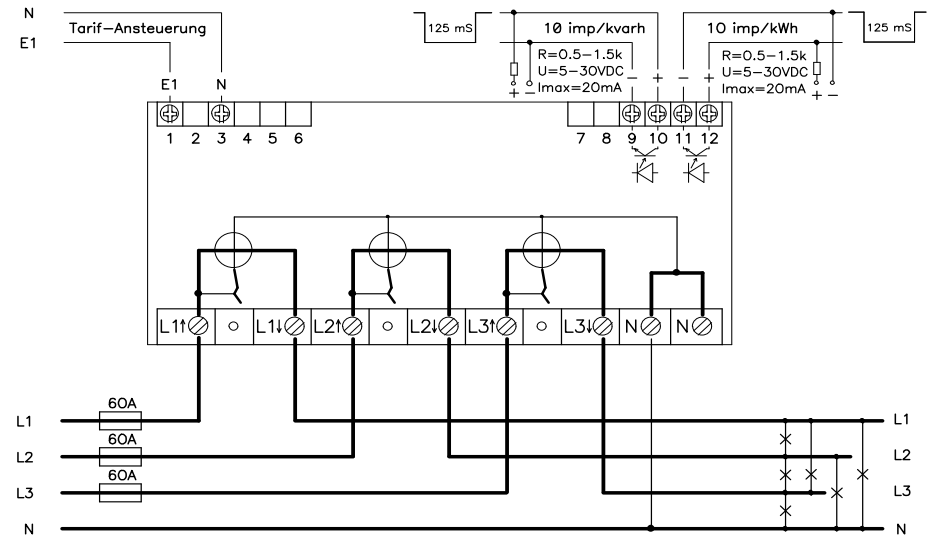 N
Tarif-Ansteuerung
E1
E1 N
125 mS 10 imp/kvarh 10 imp/kWh 125 mS
R=0.5-1.5k
U=5-30VDC
Imax=20mA
+ -
- + - +
R=0.5-1.5k
U=5-30VDC
Imax=20mA
+ -
1 2 3 4 5 6 7 8 9 10 11 12
L1↑ L1↓ L2↑ L2↓ L3↑ L3↓ N N
60A
L1 L1
60A
L2 L2
60A
L3 L3
N N